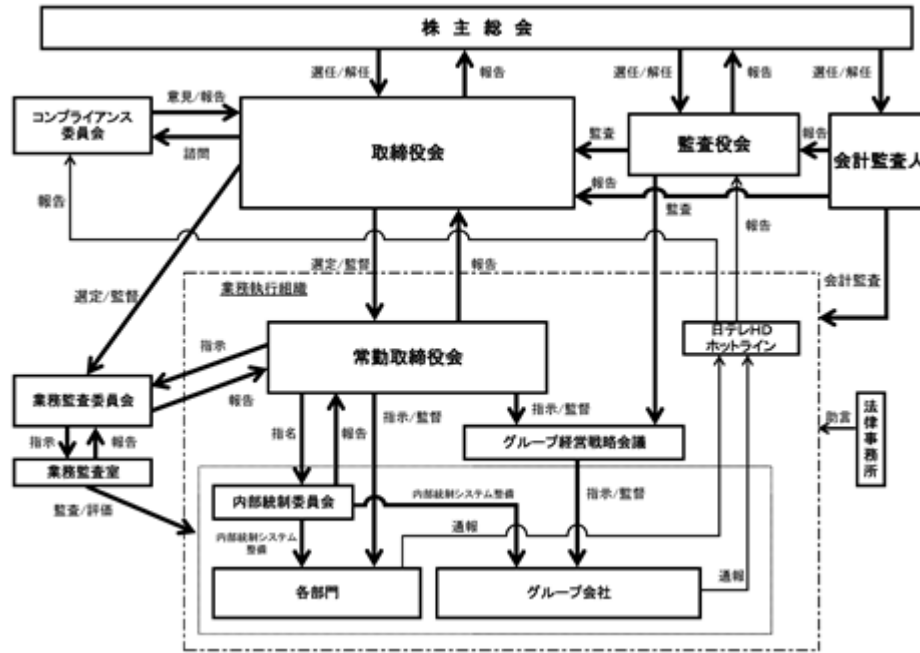 株主総会
選任/解任
報告
選任/解任
報告
選任/解任
コンプライアンス
委員会
意見/報告
諮問
取締役会
監査
監査役会
報告
会計監査人
報告
報告
監査
報告
選定/監督
選定/監督
報告
会計監査
業務執行組織
日テレHD
ホットライン
常勤取締役会
指示
報告
業務監査委員会
指示
報告
業務監査室
監査/評価
指名
報告
指示/監督
指示/監督
グループ経営戦略会議
助言
法律事務所
内部統制委員会
内部統制システム整備
指示/監督
内部統制システム
整備
通報
通報
各部門
グループ会社